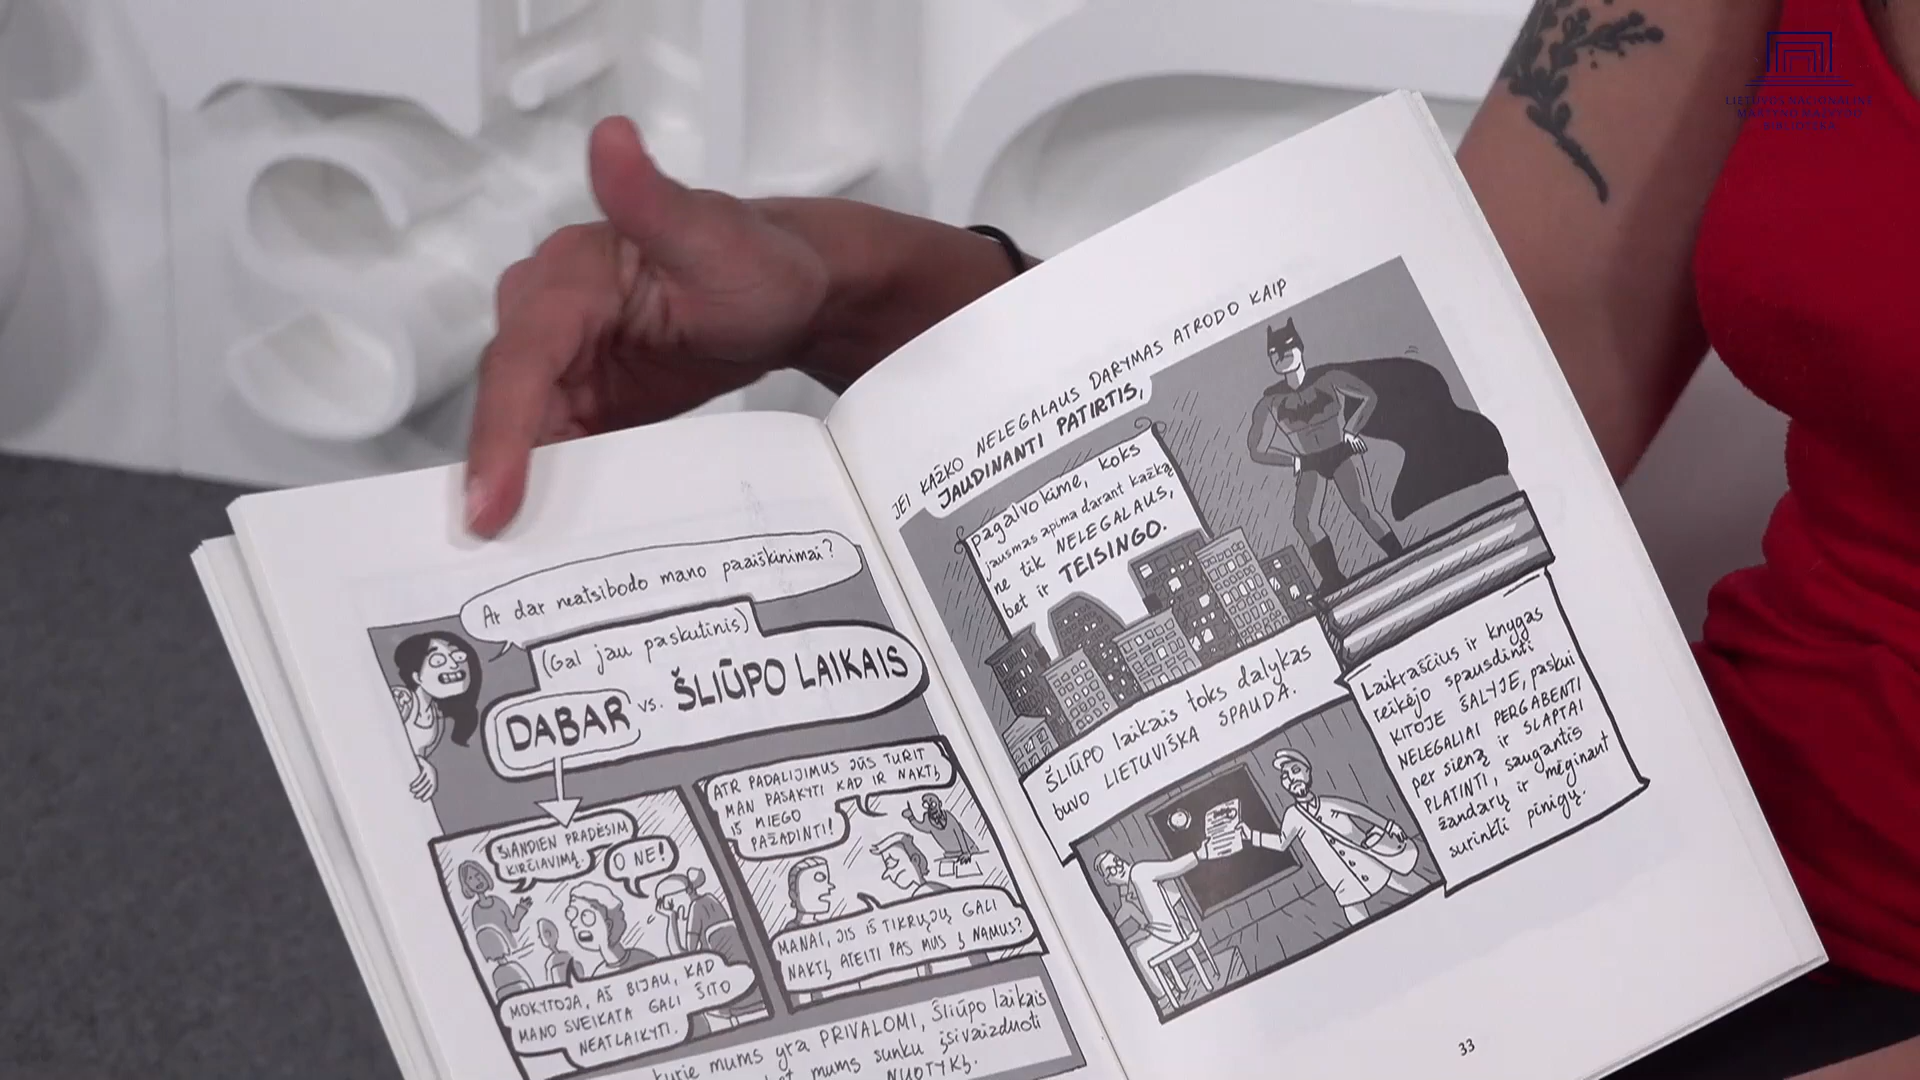 LIETUVOS NACIONALINĖ
MARTYNO MAŽVYDO
BIBLIOTEKA
Ar dar neatsibodo mano paaiškinimai?
(Gal jau paskutinis)
DABAR vs. ŠLIŪPO LAIKAIS
ŠIANDIEN PRADĖSIM
KIRČIAVIMĄ.
O NE!
MOKYTOJA, AŠ BIJAU, KAD
MANO SVEIKATA GALI ŠITO
NEATLAIKYTI.
ATR PADALIJIMUS JŪS TURIT
MAN PASAKYTI KAD IR NAKTĮ
IŠ MIEGO
PAŽADINTI!
MANAI, JIS IŠ TIKRŲJŲ GALI
NAKTĮ ATEITI PAS MUS Į NAMUS?
kurie mums yra PRIVALOMI, Šliūpo laikais
mums sunku įsivaizduoti
NUOTYKĮ.
JEI KAŽKO NELEGALAUS DARYMAS ATRODO KAIP
JAUDINANTI PATIRTIS,
pagalvokime, koks
jausmas apima darant kažką
ne tik NELEGALAUS,
bet ir TEISINGO.
ŠLIŪPO laikais toks dalykas
buvo LIETUVIŠKA SPAUDA.
Laikraščius ir knygas
reikėjo spausdinti
KITOJE ŠALYJE, paskui
NELEGALIAI PERGABENTI
per sieną ir SLAPTAI
PLATINTI, saugantis
žandarų ir mėginant
surinkti pinigų.
33